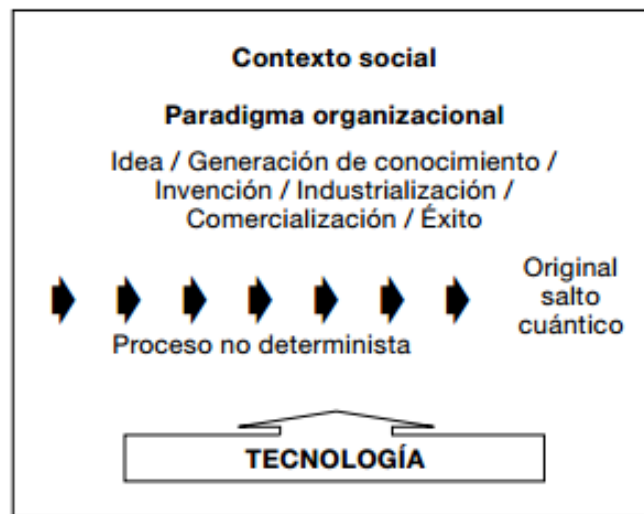 Contexto social
Paradigma organizacional
Idea / Generación de conocimiento /
Invención / Industrialización /
Comercialización / Éxito
Original
salto
cuántico
Proceso no determinista
TECNOLOGÍA